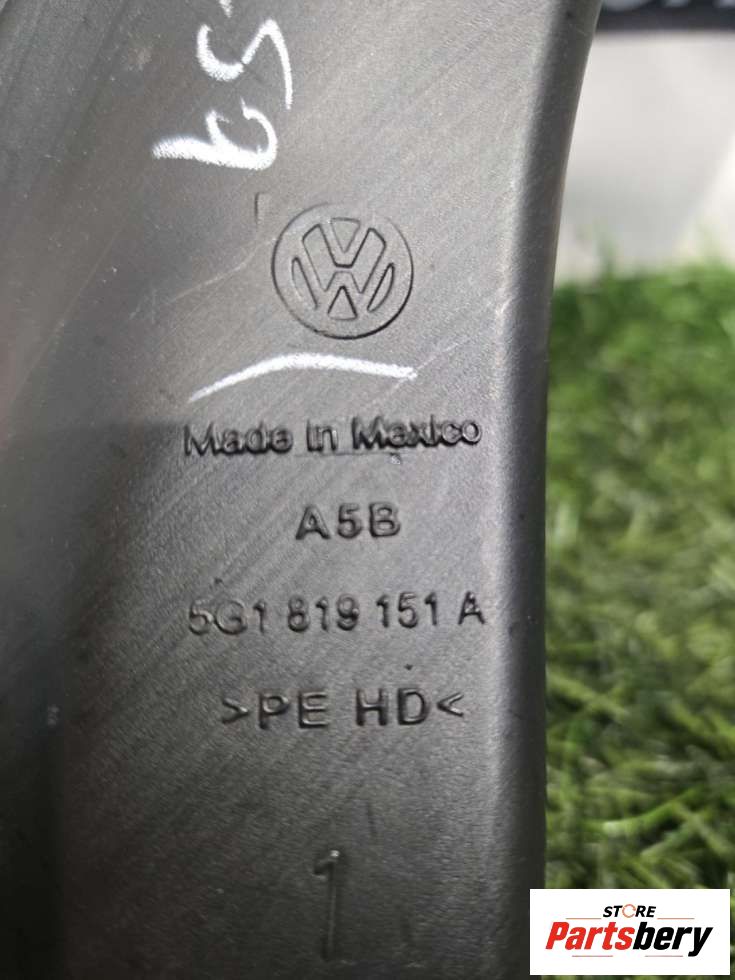 Made in Mexico
A5B
5G1 819 151 A
>PE HD<
1
STORE
Partsbery